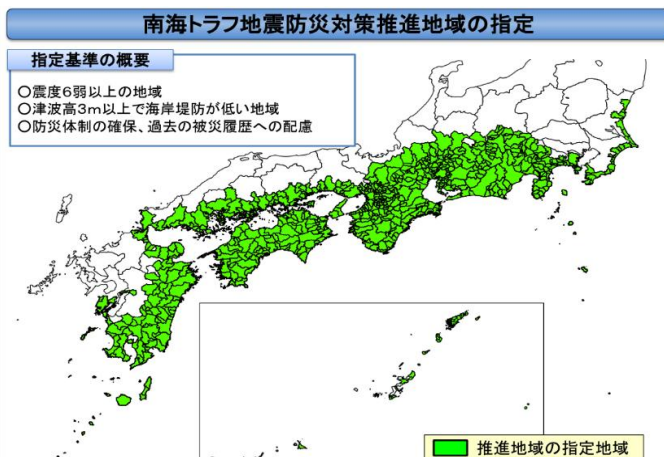 南海トラフ地震防災対策推進地域の指定
指定基準の概要
○震度6弱以上の地域
○津波高3m以上で海岸堤防が低い地域
○防災体制の確保、過去の被災履歴への配慮
推進地域の指定地域